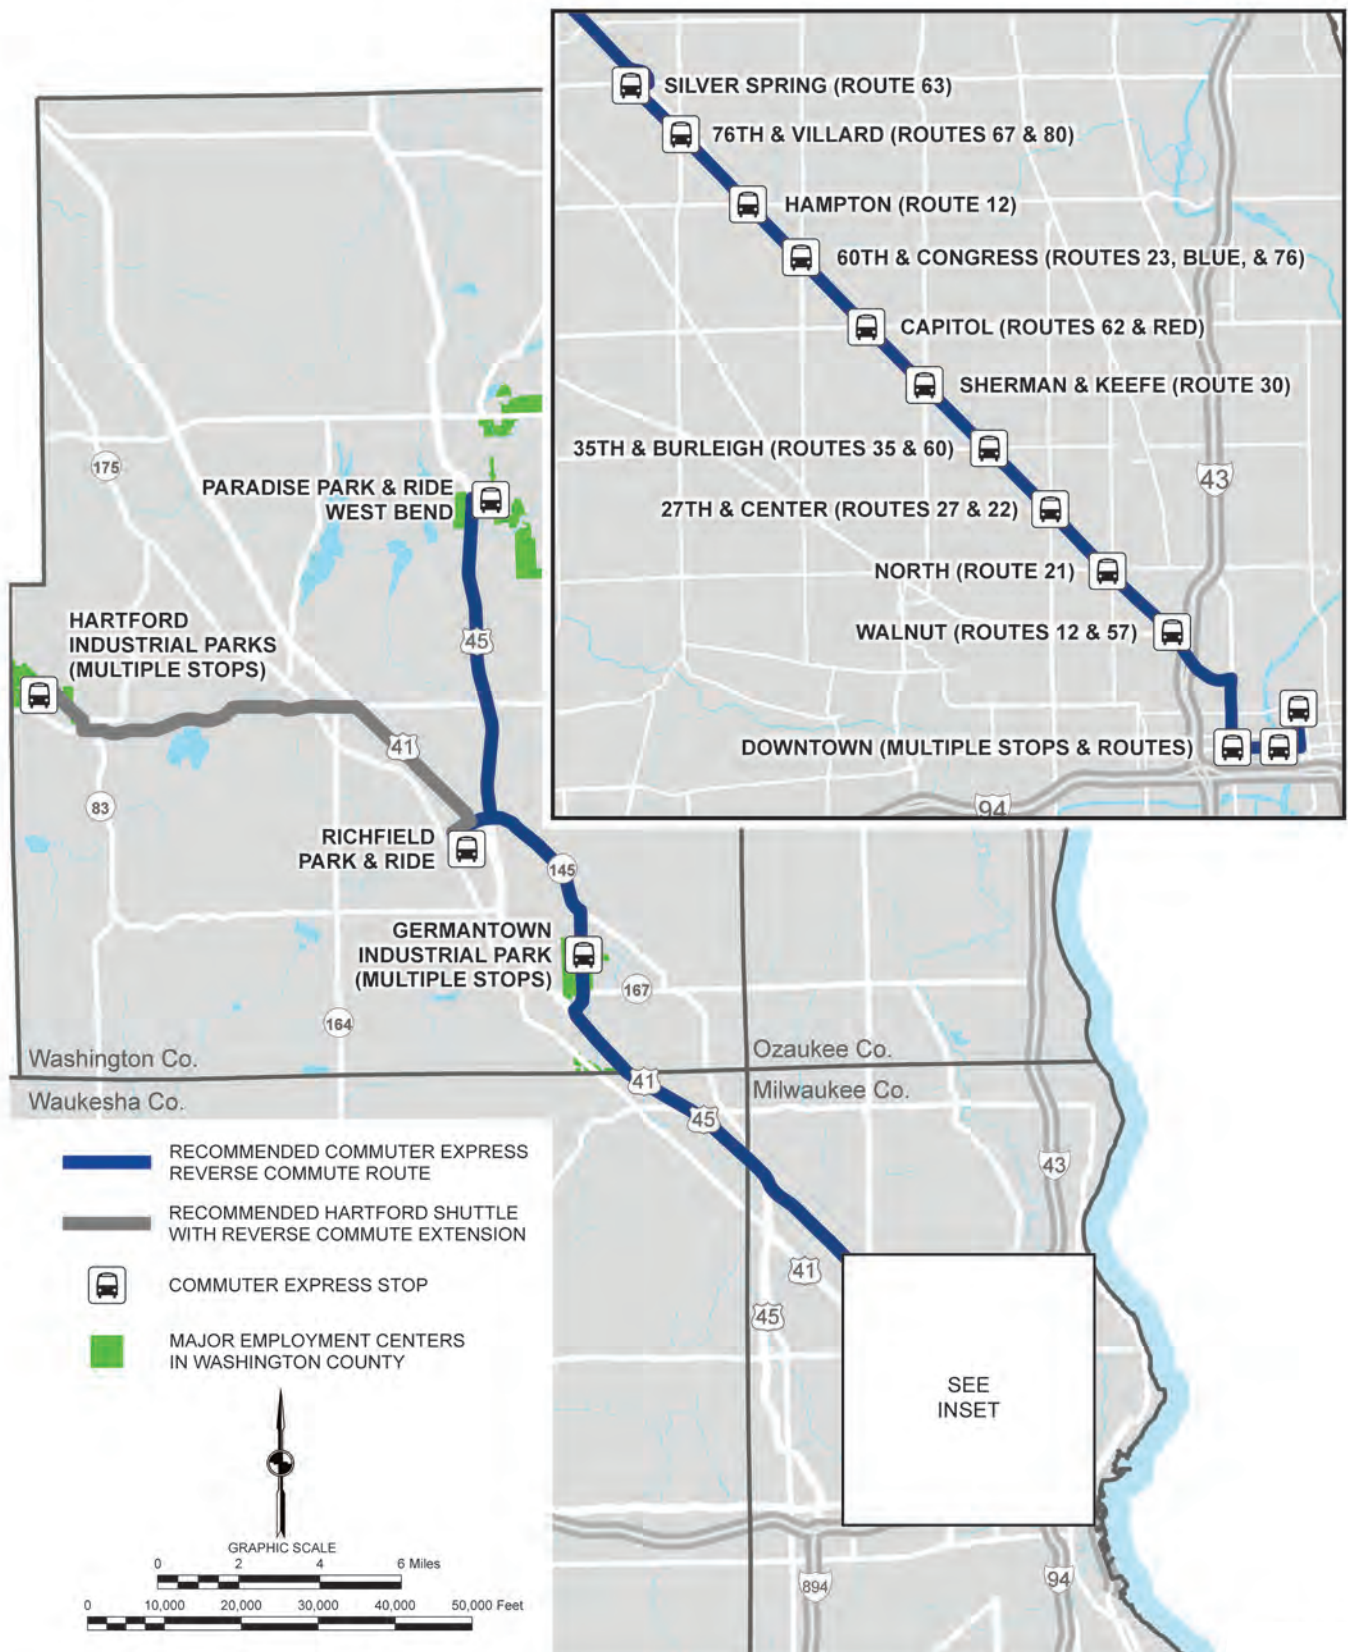 SILVER SPRING (ROUTE 63)
76TH & VILLARD (ROUTES 67 & 80)
HAMPTON (ROUTE 12)
60TH & CONGRESS (ROUTES 23, BLUE, & 76)
CAPITOL (ROUTES 62 & RED)
SHERMAN & KEEFE (ROUTE 30)
35TH & BURLEIGH (ROUTES 35 & 60)
43
27TH & CENTER (ROUTES 27 & 22)
NORTH (ROUTE 21)
WALNUT (ROUTES 12 & 57)
DOWNTOWN (MULTIPLE STOPS & ROUTES)
94
175
PARADISE PARK & RIDE
WEST BEND
HARTFORD
INDUSTRIAL PARKS
(MULTIPLE STOPS)
45
41
83
RICHFIELD
PARK & RIDE
145
GERMANTOWN
INDUSTRIAL PARK
(MULTIPLE STOPS)
167
164
Washington Co.
Ozaukee Co.
Waukesha Co.
Milwaukee Co.
41
45
43
41
45
SEE
INSET
894
94
RECOMMENDED COMMUTER EXPRESS
REVERSE COMMUTE ROUTE
RECOMMENDED HARTFORD SHUTTLE
WITH REVERSE COMMUTE EXTENSION
COMMUTER EXPRESS STOP
MAJOR EMPLOYMENT CENTERS
IN WASHINGTON COUNTY
GRAPHIC SCALE
0 2 4 6 Miles
0 10,000 20,000 30,000 40,000 50,000 Feet